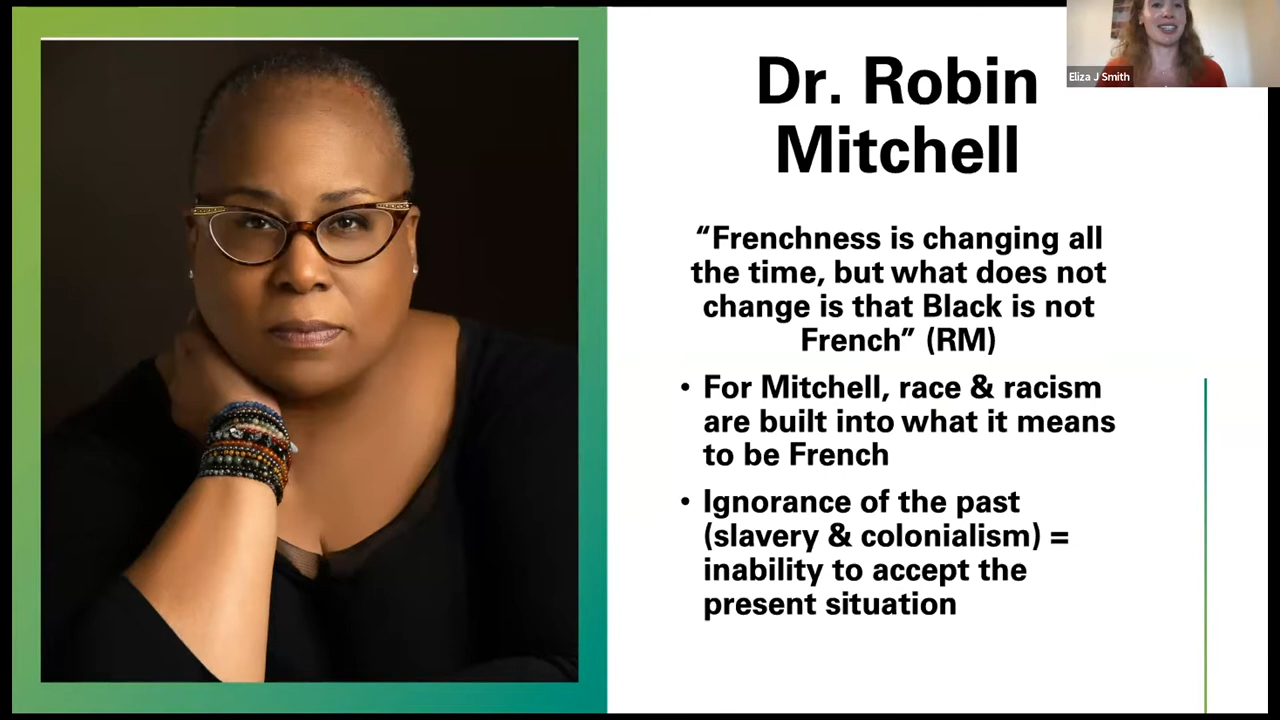 Dr. Robin
Mitchell
Eliza J Smith
“Frenchness is changing all
the time, but what does not
change is that Black is not
French” (RM)
• For Mitchell, race & racism
are built into what it means
to be French
• Ignorance of the past
(slavery & colonialism) =
inability to accept the
present situation